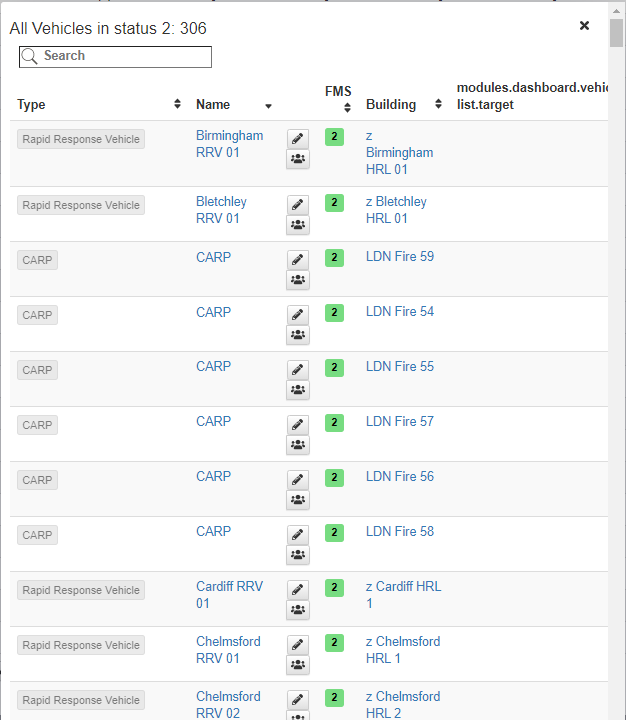 All Vehicles in status 2: 306
Search
Type Name FMS Building modules.dashboard.vehic
list.target
Rapid Response Vehicle Birmingham 2 z
RRV 01 Birmingham
HRL 01
Rapid Response Vehicle Bletchley 2 z Bletchley
RRV 01 HRL 01
CARP CARP 2 LDN Fire 59
CARP CARP 2 LDN Fire 54
CARP CARP 2 LDN Fire 55
CARP CARP 2 LDN Fire 57
CARP CARP 2 LDN Fire 56
CARP CARP 2 LDN Fire 58
Rapid Response Vehicle Cardiff RRV 2 z Cardiff HRL
01 1
Rapid Response Vehicle Chelmsford 2 z Chelmsford
RRV 01 HRL 1
Rapid Response Vehicle Chelmsford 2 z Chelmsford
RRV 02 HRL 2